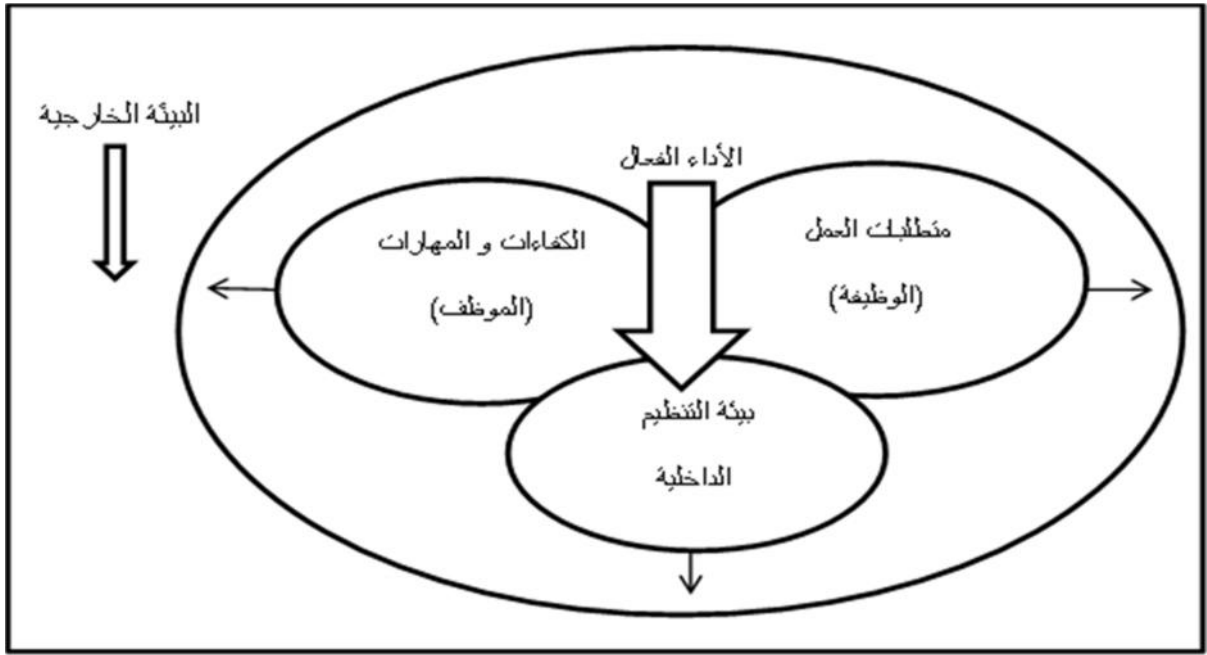 البيئة الخارجية
الأداء الفعال
متطلبات العمل
(الوظيفة)
الكفاءات و المهارات
(الموظف)
بيئة التنظيم
الداخلية